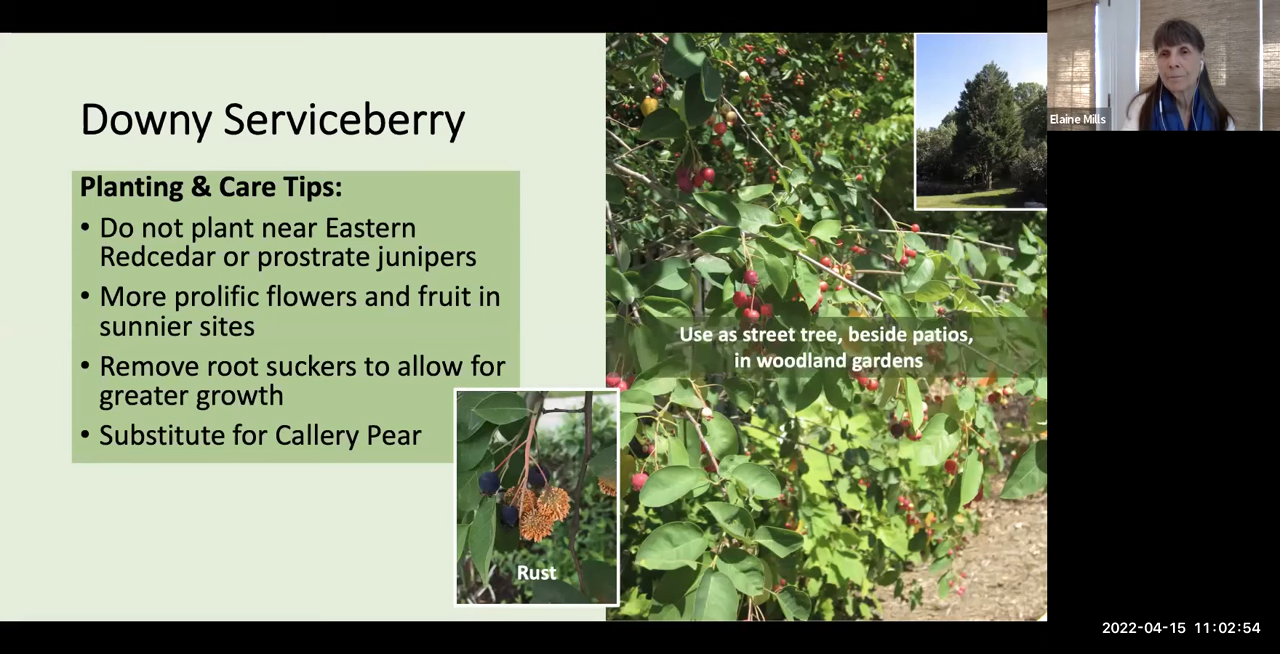 Downy Serviceberry
Planting & Care Tips:
• Do not plant near Eastern
Redcedar or prostrate junipers
• More prolific flowers and fruit in
sunnier sites
• Remove root suckers to allow for
greater growth
• Substitute for Callery Pear
Rust
Use as street tree, beside patios,
in woodland gardens
Elaine Mills
2022-04-15 11:02:54